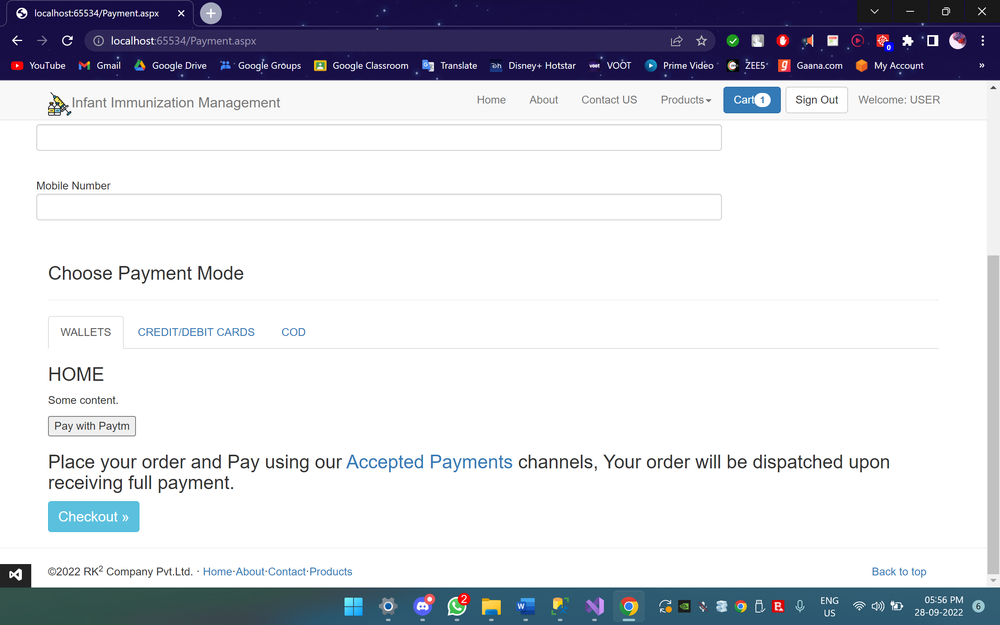 localhost:65534/Payment.aspx
localhost:65534/Payment.aspx
0
YouTube Gmail Google Drive Google Groups Google Classroom Translate Disney+ Hotstar voot VOOT Prime Video ZEE5 Gaana.com My Account »
Infant Immunization Management Home About Contact US Products Cart 1 Sign Out Welcome: USER
Mobile Number
Choose Payment Mode
WALLETS CREDIT/DEBIT CARDS COD
HOME
Some content.
Pay with Paytm
Place your order and Pay using our Accepted Payments channels, Your order will be dispatched upon
receiving full payment.
Checkout »
©2022 RK² Company Pvt.Ltd. · Home·About·Contact·Products Back to top
2
W
ENG
US
05:56 PM
28-09-2022
6